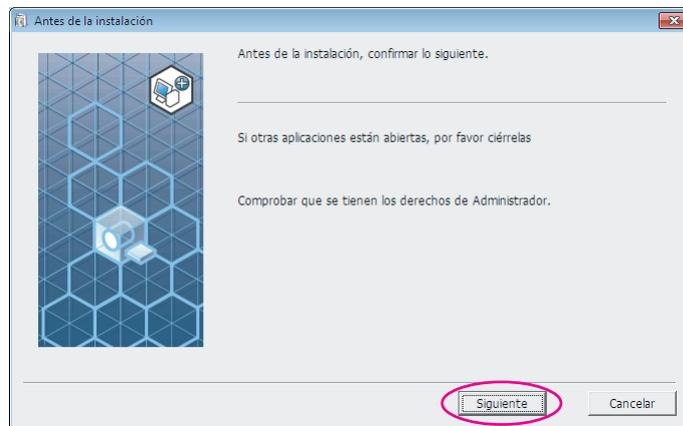 Antes de la instalación
Antes de la instalación, confirmar lo siguiente.
Si otras aplicaciones están abiertas, por favor ciérrelas
Comprobar que se tienen los derechos de Administrador.
Siguiente
Cancelar